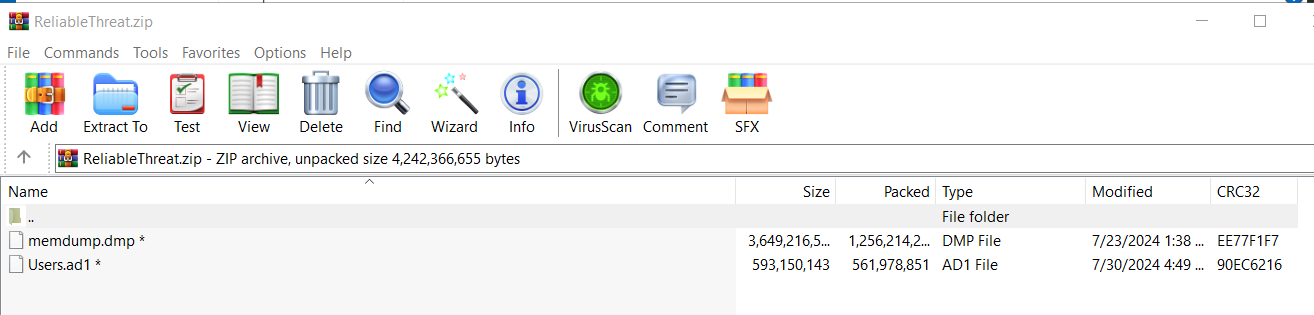 ReliableThreat.zip
File Commands Tools Favorites Options Help
Add Extract To Test View Delete Find Wizard Info VirusScan Comment SFX
ReliableThreat.zip - ZIP archive, unpacked size 4,242,366,655 bytes
Name Size Packed Type Modified CRC32
.. File folder
memdump.dmp * 3,649,216,5... 1,256,214,2... DMP File 7/23/2024 1:38 ... EE77F1F7
Users.ad1 * 593,150,143 561,978,851 AD1 File 7/30/2024 4:49 ... 90EC6216